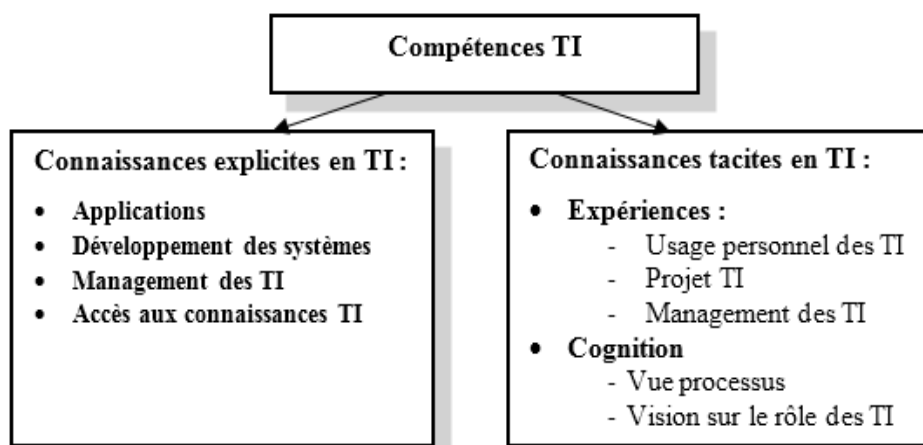 Compétences TI
Connaissances explicites en TI :
• Applications
• Développement des systèmes
• Management des TI
• Accès aux connaissances TI
Connaissances tacites en TI :
• Expériences :
- Usage personnel des TI
- Projet TI
- Management des TI
• Cognition
- Vue processus
- Vision sur le rôle des TI